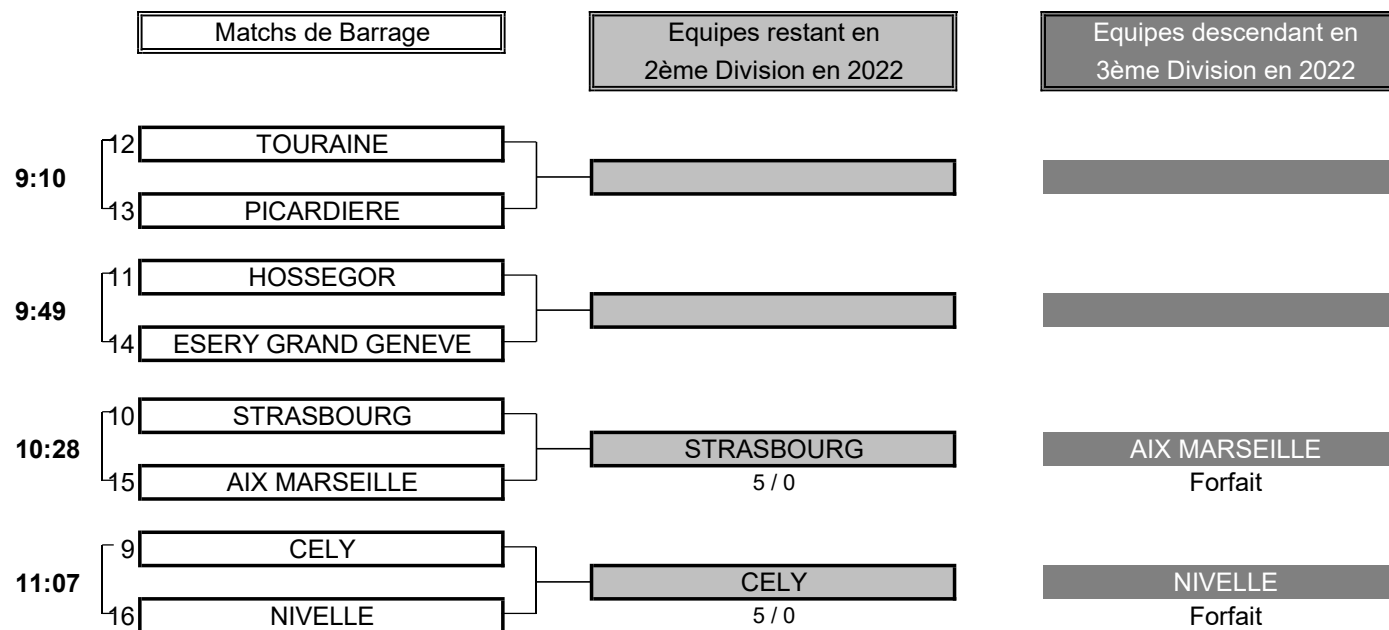 Matchs de Barrage
Equipes restant en
2ème Division en 2022
Equipes descendant en
3ème Division en 2022
12 TOURAINE
9:10
13 PICARDIERE
11 HOSSEGOR
9:49
14 ESERY GRAND GENEVE
10 STRASBOURG
10:28 STRASBOURG AIX MARSEILLE
15 AIX MARSEILLE 5 / 0 Forfait
9 CELY
11:07 CELY NIVELLE
16 NIVELLE 5 / 0 Forfait